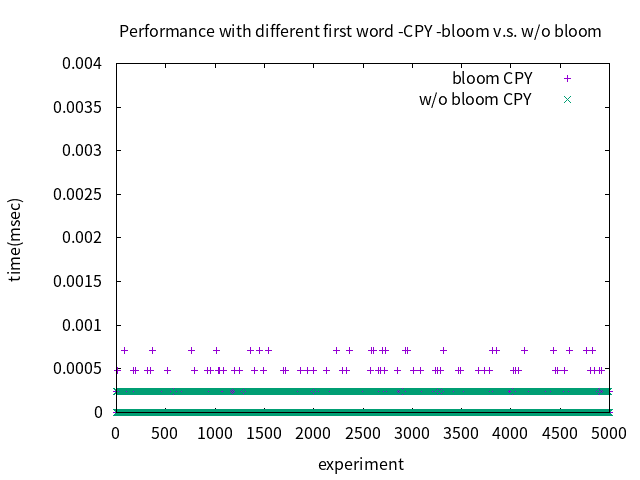 Performance with different first word -CPY -bloom v.s. w/o bloom
0.004
bloom CPY
w/o bloom CPY
0.0035
0.003
0.0025
0.002
0.0015
0.001
0.0005
0
time(msec)
0 500 1000 1500 2000 2500 3000 3500 4000 4500 5000
experiment